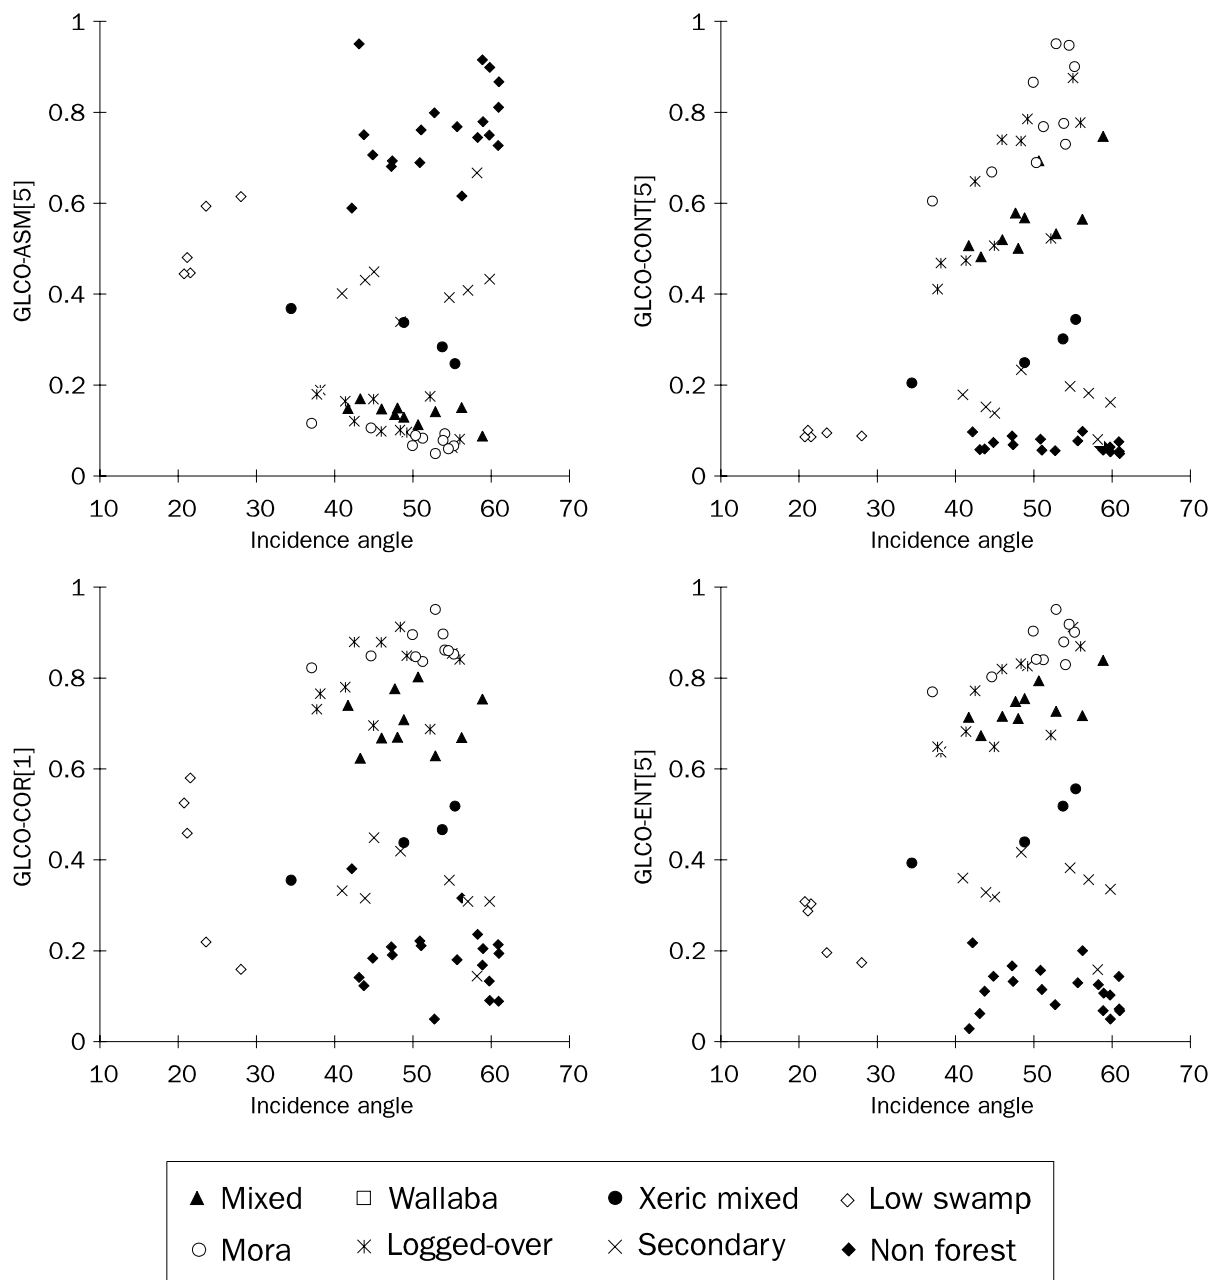 1
0.8
0.6
0.4
0.2
0
10 20 30 40 50 60 70
Incidence angle
GLCO-ASM[5]
1
0.8
0.6
0.4
0.2
0
10 20 30 40 50 60 70
Incidence angle
GLCO-CONT[5]
1
0.8
0.6
0.4
0.2
0
10 20 30 40 50 60 70
Incidence angle
GLCO-COR[1]
1
0.8
0.6
0.4
0.2
0
10 20 30 40 50 60 70
Incidence angle
GLCO-ENT[5]
Mixed Wallaba Xeric mixed Low swamp
Mora Logged-over Secondary Non forest